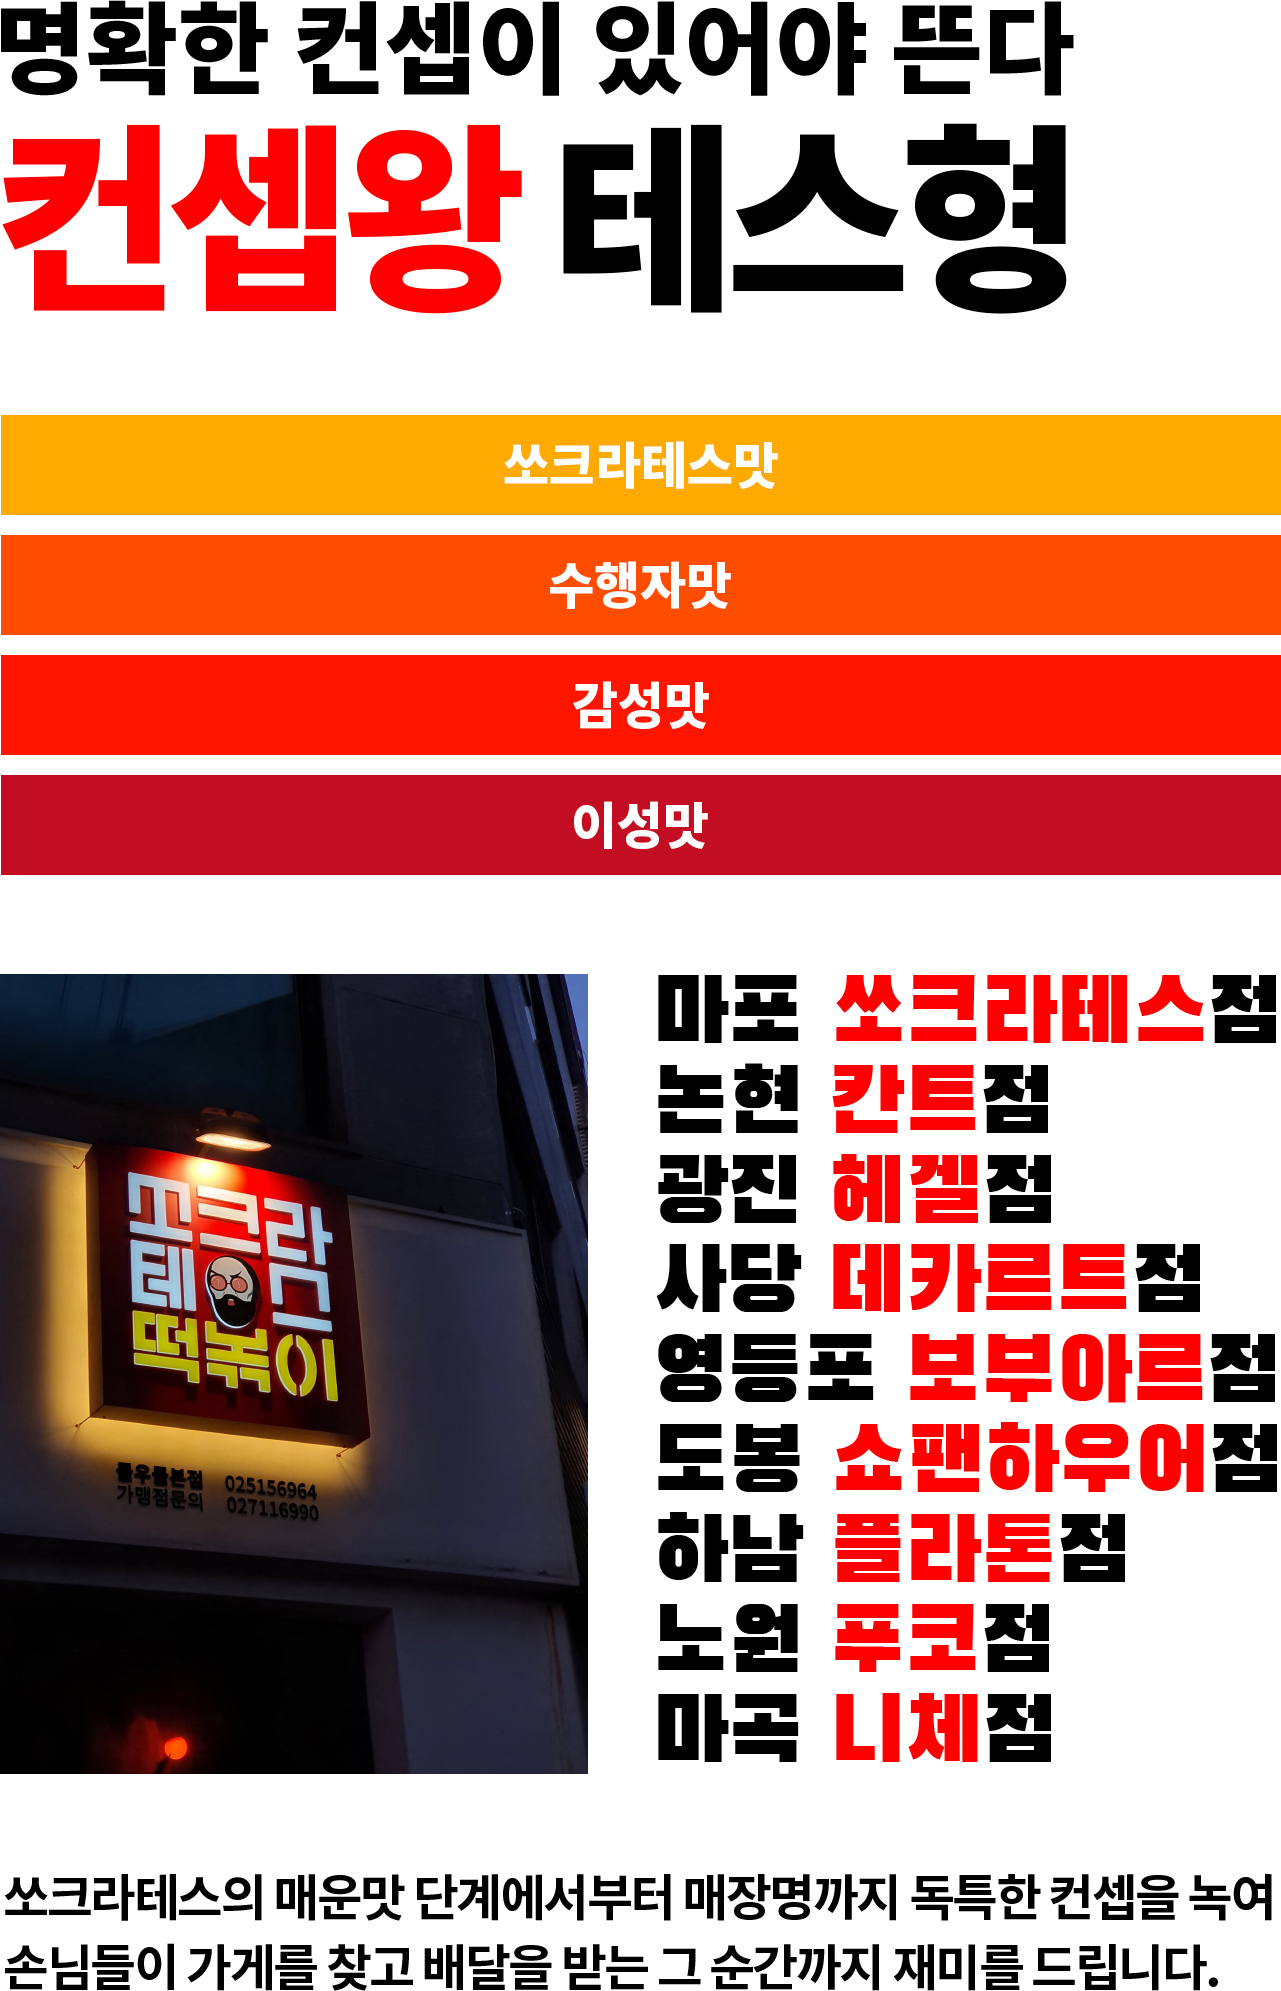 명확한 컨셉이 있어야 뜬다
컨셉왕 테스형
쏘크라테스맛
수행자맛
감성맛
이성맛
쏘크라
테스
떡볶이
025156964
가맹점문의 027116990
마포 쏘크라테스점
논현 칸트점
광진 헤겔점
사당 데카르트점
영등포 보부아르점
도봉 쇼팬하우어점
하남 플라톤점
노원 푸코점
마곡 니체점
쏘크라테스의 매운맛 단계에서부터 매장명까지 독특한 컨셉을 녹여
손님들이 가게를 찾고 배달을 받는 그 순간까지 재미를 드립니다.